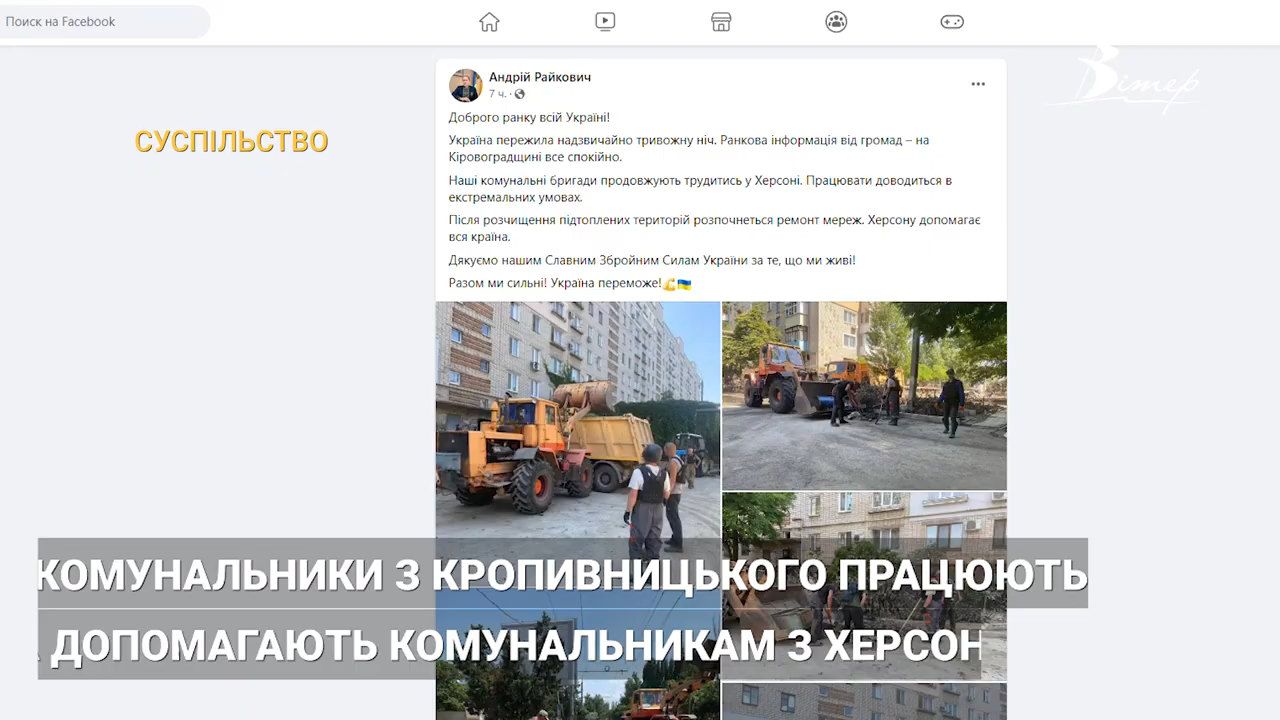 Поиск на Facebook
Вітер
СУСПІЛЬСТВО
Андрій Райкович
7 ч. ·
Доброго ранку всій Україні!
Україна пережила надзвичайно тривожну ніч. Ранкова інформація від громад – на
Кіровоградщині все спокійно.
Наші комунальні бригади продовжують трудитись у Херсоні. Працювати доводиться в
екстремальних умовах.
Після розчищення підтоплених територій розпочнеться ремонт мереж. Херсону допомагає
вся країна.
Дякуємо нашим Славним Збройним Силам України за те, що ми живі!
Разом ми сильні! Україна переможе!💪🇺🇦
КОМУНАЛЬНИКИ З КРОПИВНИЦЬКОГО ПРАЦЮЮТЬ
ДОПОМАГАЮТЬ КОМУНАЛЬНИКАМ З ХЕРСОН